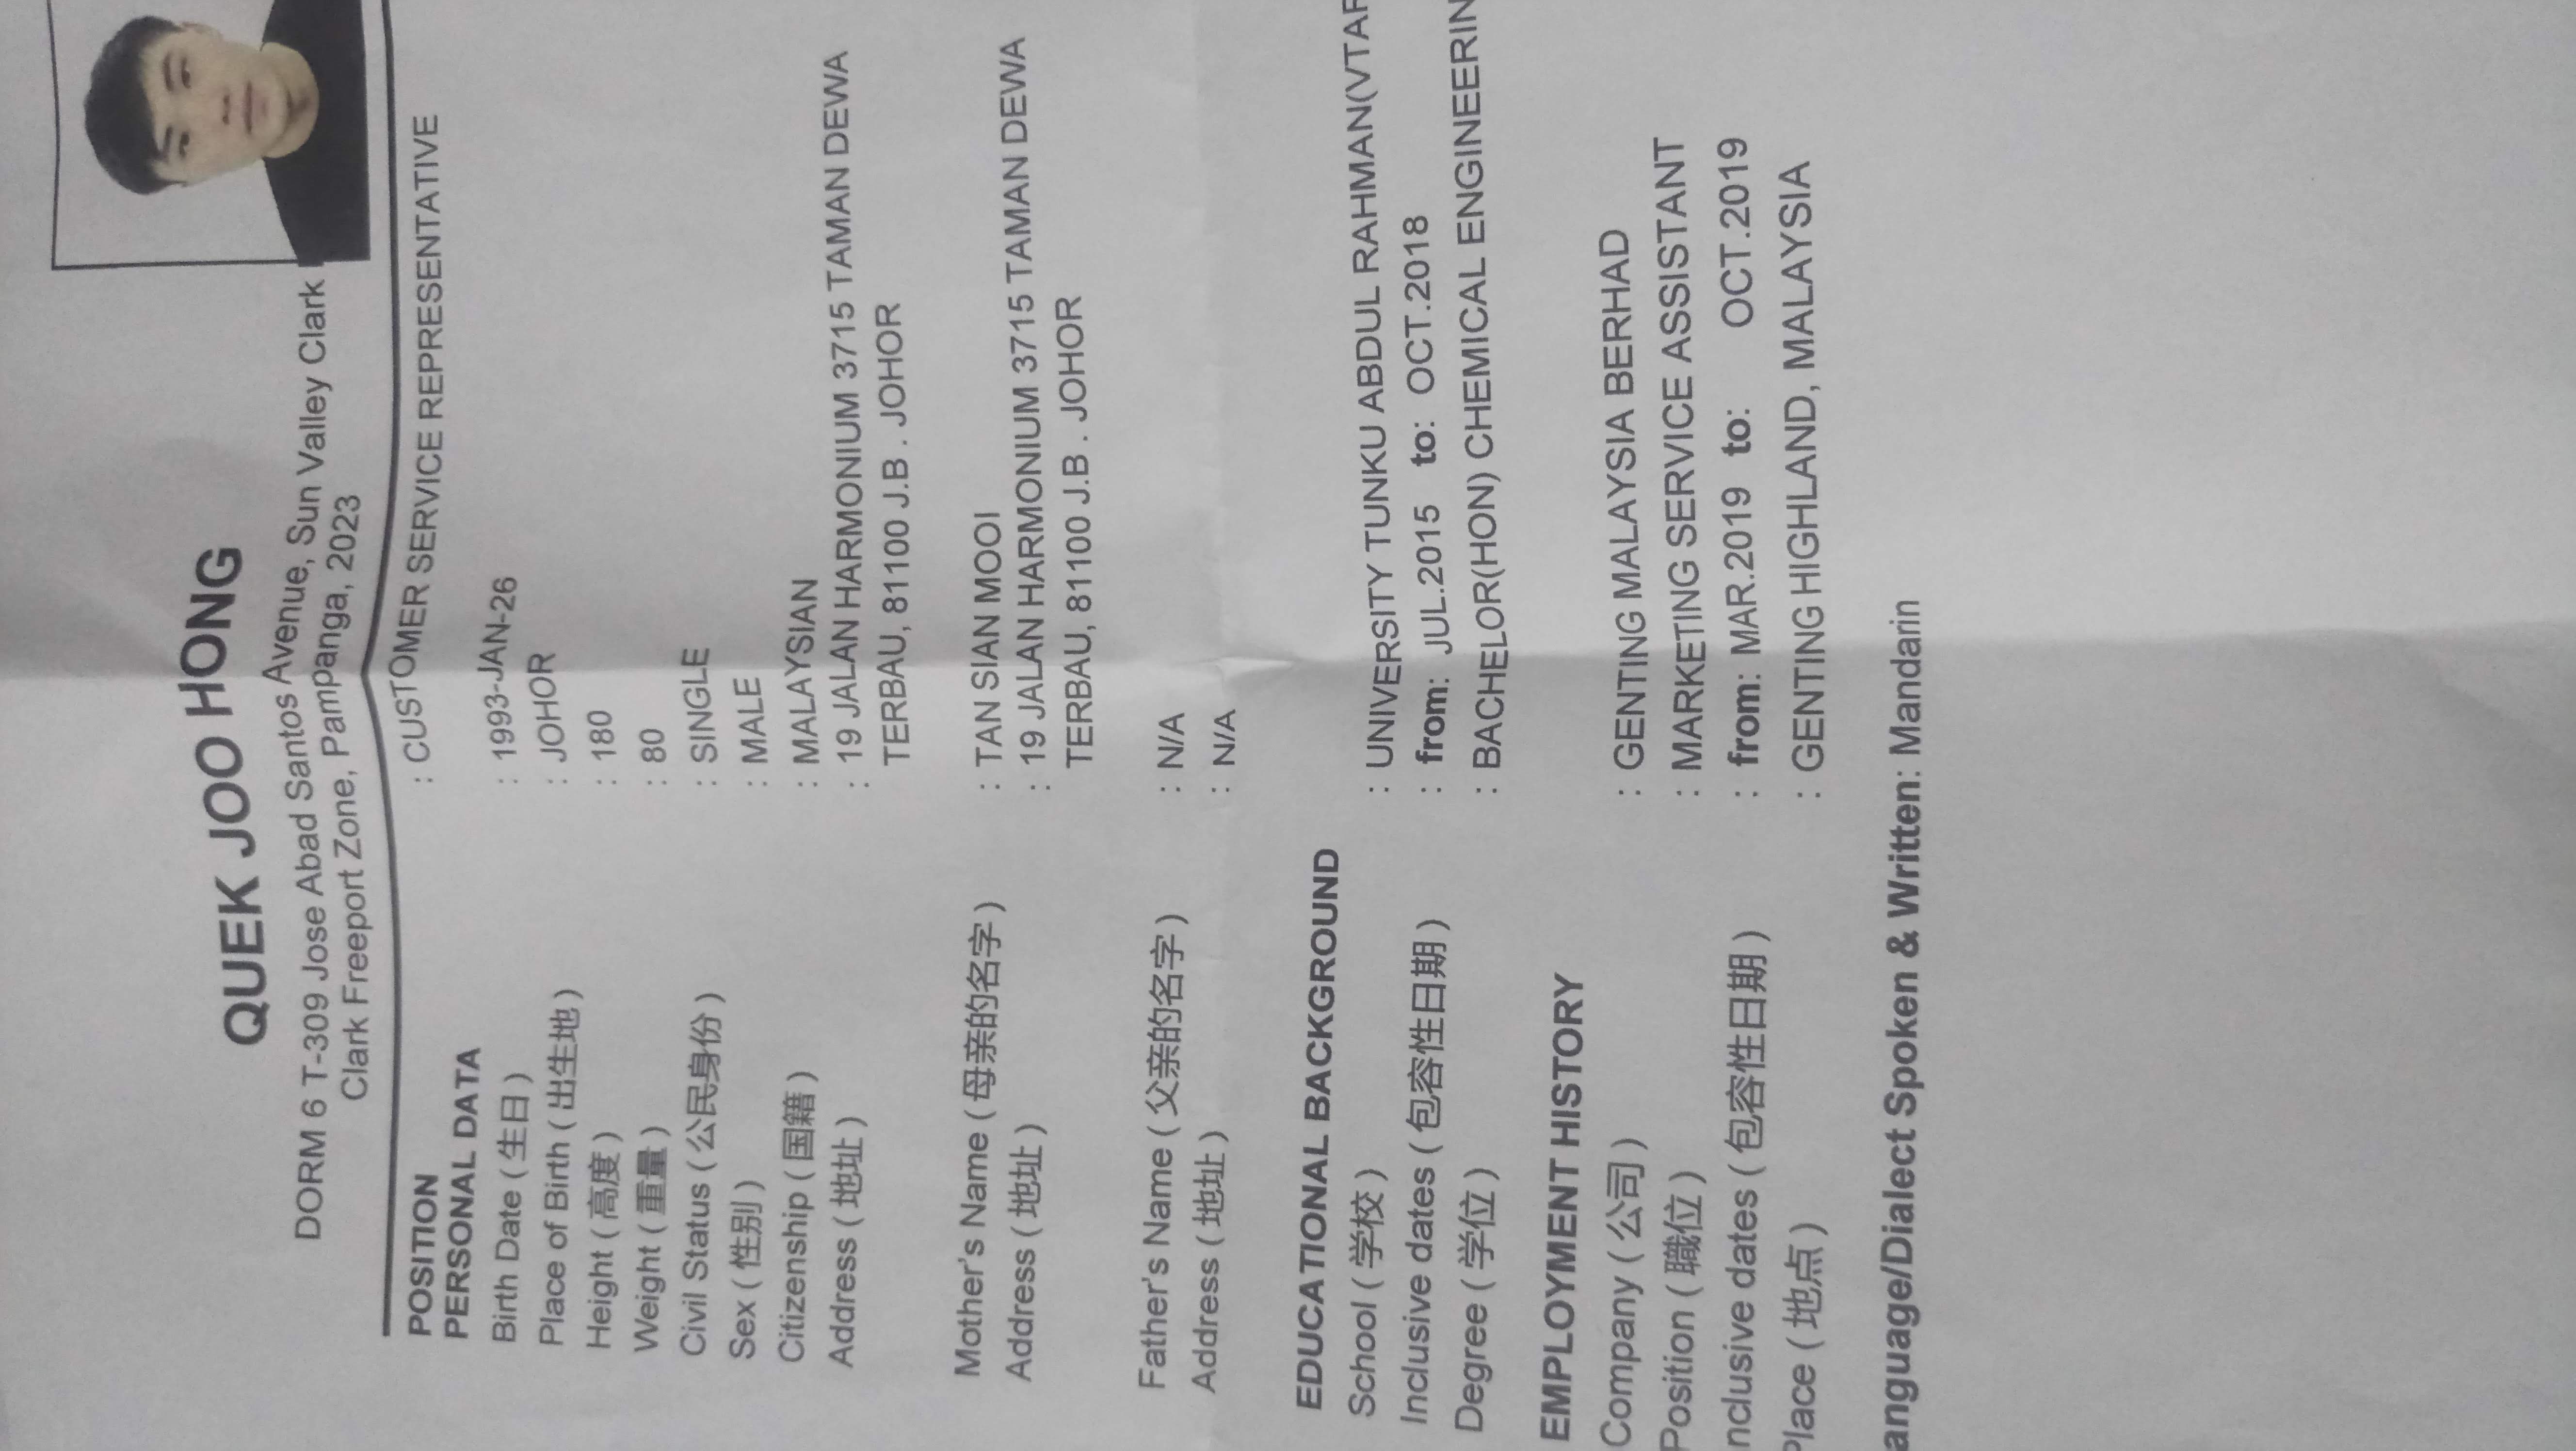 QUEK JOO HONG
DORM 6 T-309 Jose Abad Santos Avenue, Sun Valley Clark
Clark Freeport Zone, Pampanga, 2023
POSITION : CUSTOMER SERVICE REPRESENTATIVE
PERSONAL DATA
Birth Date ( 生日 ) : 1993-JAN-26
Place of Birth ( 出生地 ) : JOHOR
Height ( 高度 ) : 180
Weight ( 重量 ) : 80
Civil Status ( 公民身份 ) : SINGLE
Sex ( 性别 ) : MALE
Citizenship ( 国籍 ) : MALAYSIAN
Address ( 地址 ) : 19 JALAN HARMONIUM 3715 TAMAN DEWA
TERBAU, 81100 J.B . JOHOR
Mother's Name ( 母亲的名字 ) : TAN SIAN MOOI
Address ( 地址 ) : 19 JALAN HARMONIUM 3715 TAMAN DEWA
TERBAU, 81100 J.B . JOHOR
Father's Name ( 父亲的名字 ) : N/A
Address ( 地址 ) : N/A
EDUCATIONAL BACKGROUND
School ( 学校 ) : UNIVERSITY TUNKU ABDUL RAHMAN(VTAR
Inclusive dates ( 包容性日期 ) : from: JUL.2015 to: OCT.2018
Degree ( 学位 ) : BACHELOR(HON) CHEMICAL ENGINEERIN
EMPLOYMENT HISTORY
Company ( 公司 ) : GENTING MALAYSIA BERHAD
Position ( 職位 ) : MARKETING SERVICE ASSISTANT
nclusive dates ( 包容性日期 ) : from: MAR.2019 to: OCT.2019
Place ( 地点 ) : GENTING HIGHLAND, MALAYSIA
anguage/Dialect Spoken & Written: Mandarin